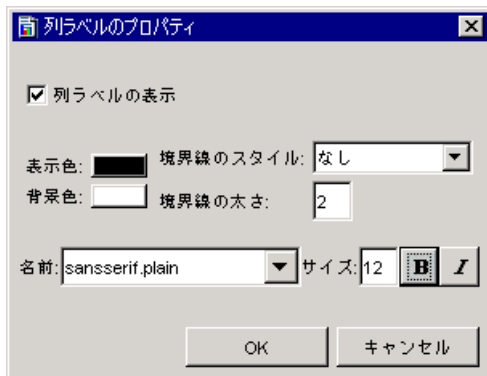 列ラベルのプロパティ
列ラベルの表示
表示色: 境界線のスタイル: なし
背景色: 境界線の太さ: 2
名前: sansserif.plain サイズ: 12 B I
OK キャンセル